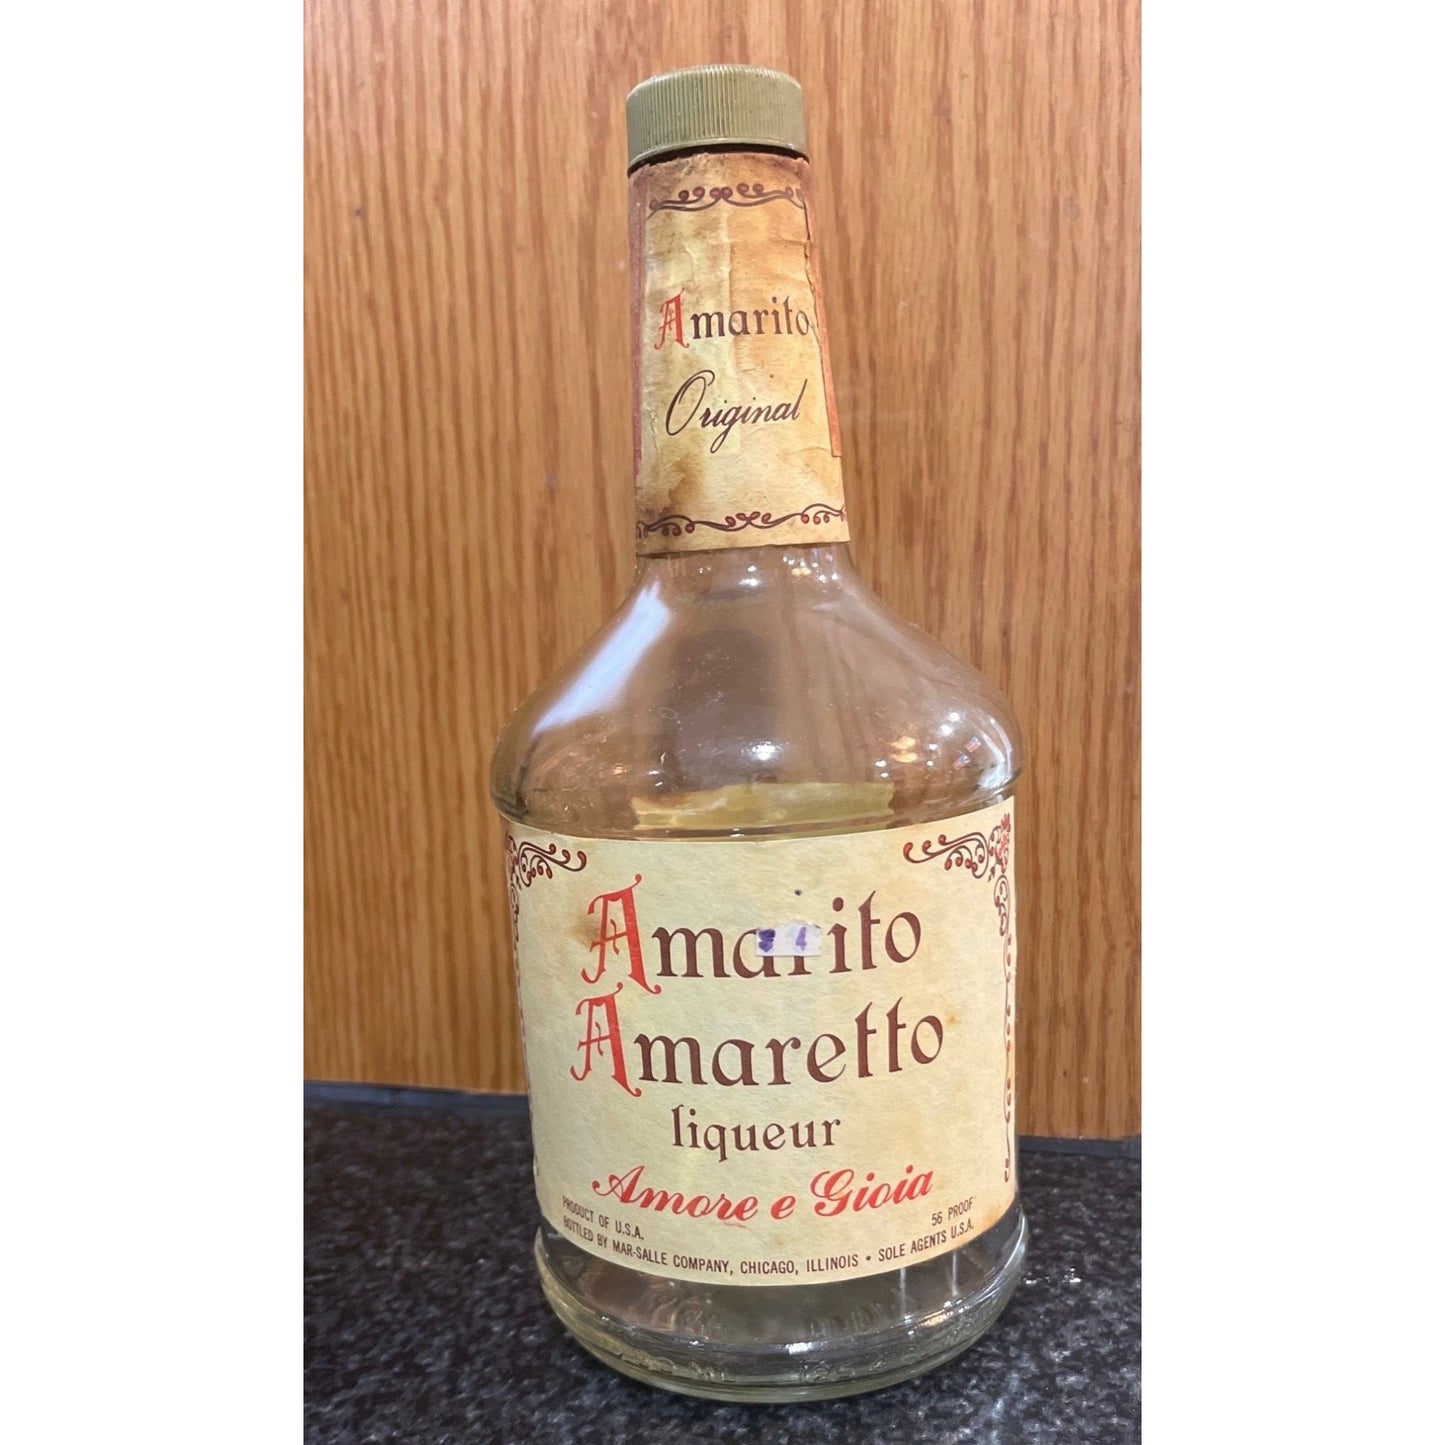 Amarito
Original
Amarito
4
Amaretto
liqueur
Amore e Gioia
PRODUCT OF U.S.A. 56 PROOF
BOTTLED BY MAR-SALLE COMPANY, CHICAGO, ILLINOIS • SOLE AGENTS U.S.A.